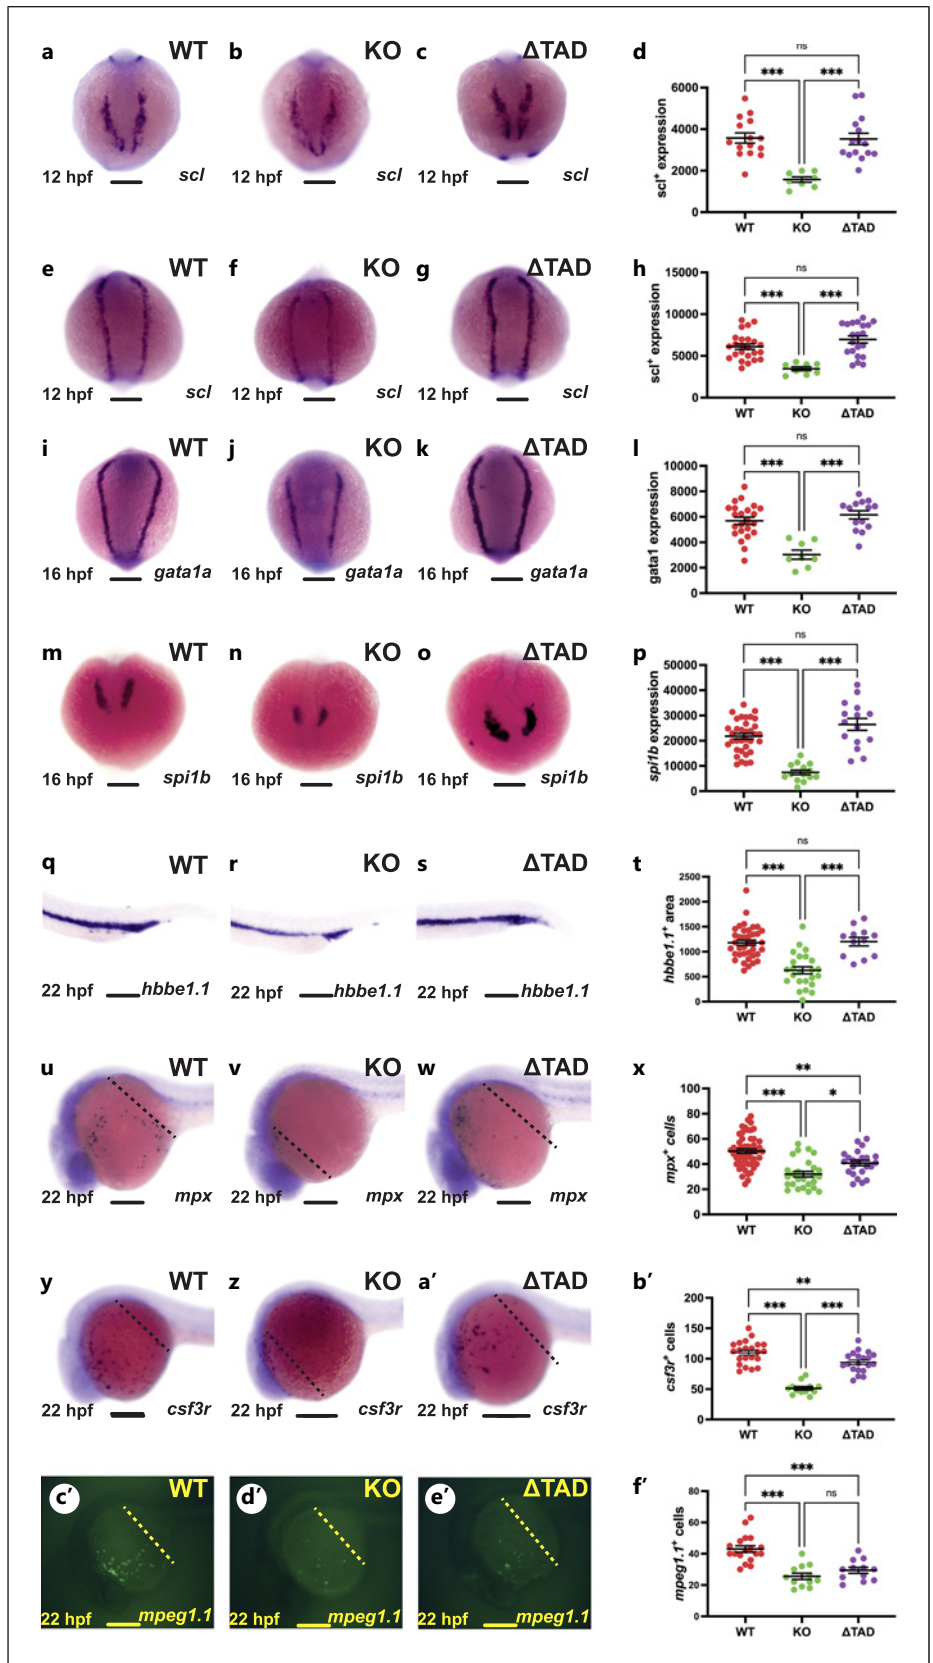 a WT b KO c ΔTAD d
12 hpf scl 12 hpf scl 12 hpf scl
ns
*** ***
6000
4000
2000
0
scl+ expression
WT KO ΔTAD
e WT f KO g ΔTAD h
12 hpf scl 12 hpf scl 12 hpf scl
ns
*** ***
15000
10000
5000
0
scl+ expression
WT KO ΔTAD
i WT j KO k ΔTAD l
16 hpf gata1a 16 hpf gata1a 16 hpf gata1a
ns
*** ***
10000
8000
6000
4000
2000
0
gata1 expression
WT KO ΔTAD
m WT n KO o ΔTAD p
16 hpf spi1b 16 hpf spi1b 16 hpf spi1b
ns
*** ***
50000
40000
30000
20000
10000
0
spi1b expression
WT KO ΔTAD
q WT r KO s ΔTAD t
22 hpf hbbe1.1 22 hpf hbbe1.1 22 hpf hbbe1.1
ns
*** ***
2500
2000
1500
1000
500
0
hbbe1.1+ area
WT KO ΔTAD
u WT v KO w ΔTAD x
22 hpf mpx 22 hpf mpx 22 hpf mpx
**
*** *
100
80
60
40
20
0
mpx+ cells
WT KO ΔTAD
y WT z KO a′ ΔTAD b′
22 hpf csf3r 22 hpf csf3r 22 hpf csf3r
**
*** ***
200
150
100
50
0
csf3r+ cells
WT KO ΔTAD
c′ WT d′ KO e′ ΔTAD f′
22 hpf mpeg1.1 22 hpf mpeg1.1 22 hpf mpeg1.1
***
*** ns
80
60
40
20
0
mpeg1.1+ cells
WT KO ΔTAD